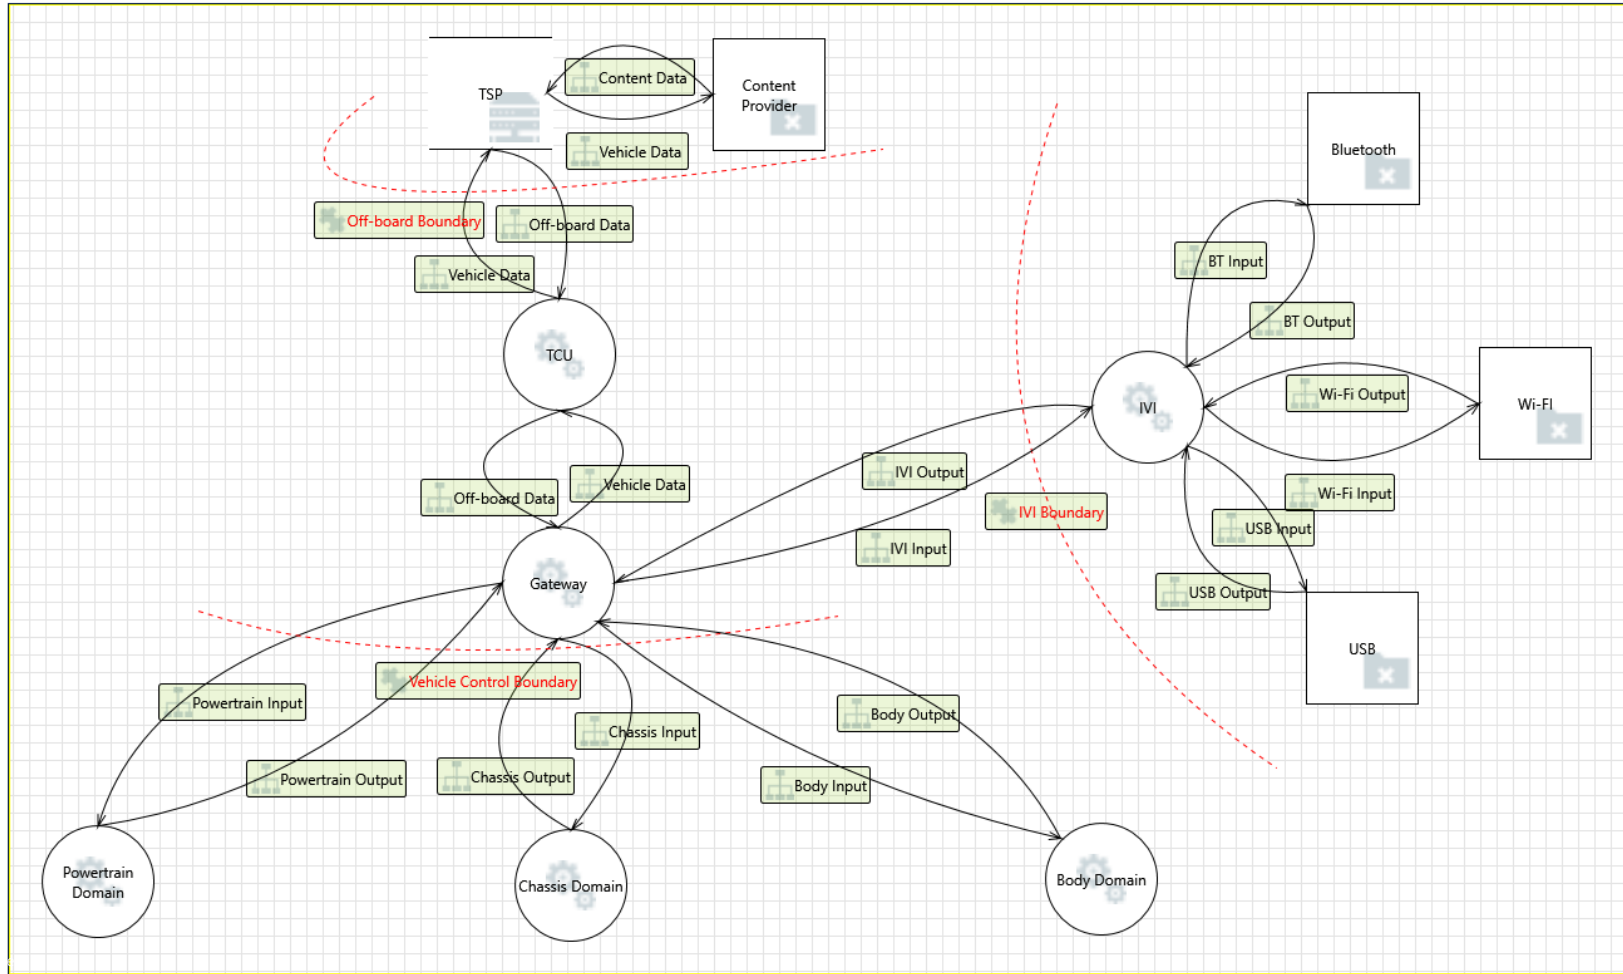 TSP
Content Data
Content
Provider
Vehicle Data
Bluetooth
Off-board Boundary
Off-board Data
Vehicle Data
BT Input
BT Output
TCU
Wi-Fi Output
Wi-FI
IVI
IVI Output
Off-board Data
Vehicle Data
Wi-Fi Input
IVI Boundary
USB Input
IVI Input
Gateway
USB Output
USB
Vehicle Control Boundary
Powertrain Input
Body Output
Chassis Input
Powertrain Output
Chassis Output
Body Input
Powertrain
Domain
Chassis Domain
Body Domain